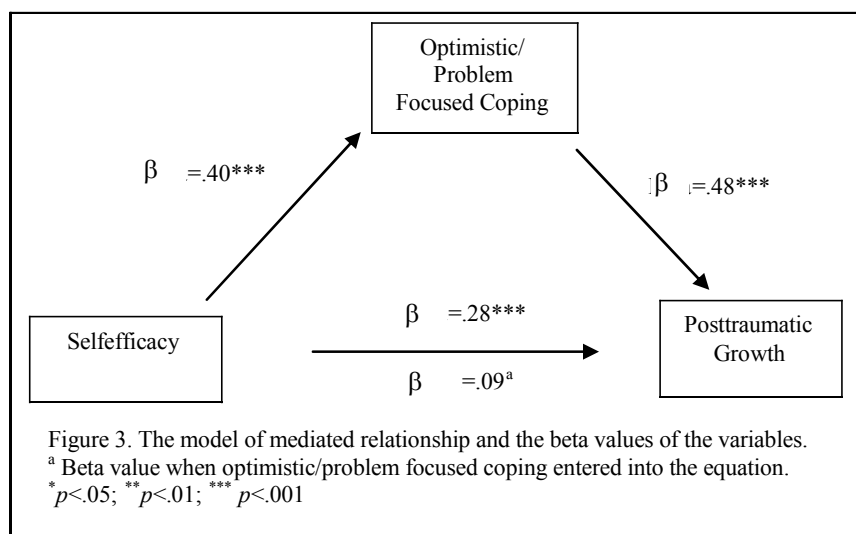 Optimistic/
Problem
Focused Coping
β =.40***
β =.48***
Selfefficacy
β =.28***
Posttraumatic
Growth
β =.09ᵃ
Figure 3. The model of mediated relationship and the beta values of the variables.
ᵃ Beta value when optimistic/problem focused coping entered into the equation.
*p<.05; **p<.01; *** p<.001